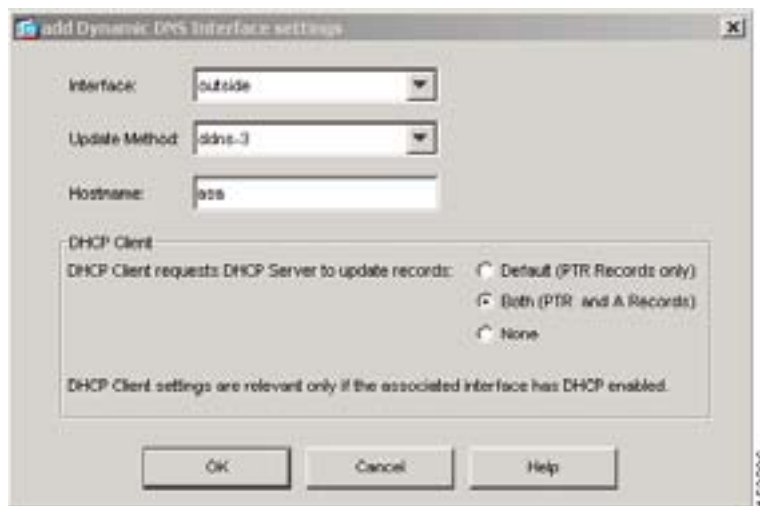 add Dynamic DNS Interface settings
Interface: outside
Update Method: ddns-3
Hostname: asa
DHCP Client
DHCP Client requests DHCP Server to update records:
Default (PTR Records only)
Both (PTR and A Records)
None
DHCP Client settings are relevant only if the associated interface has DHCP enabled.
OK Cancel Help